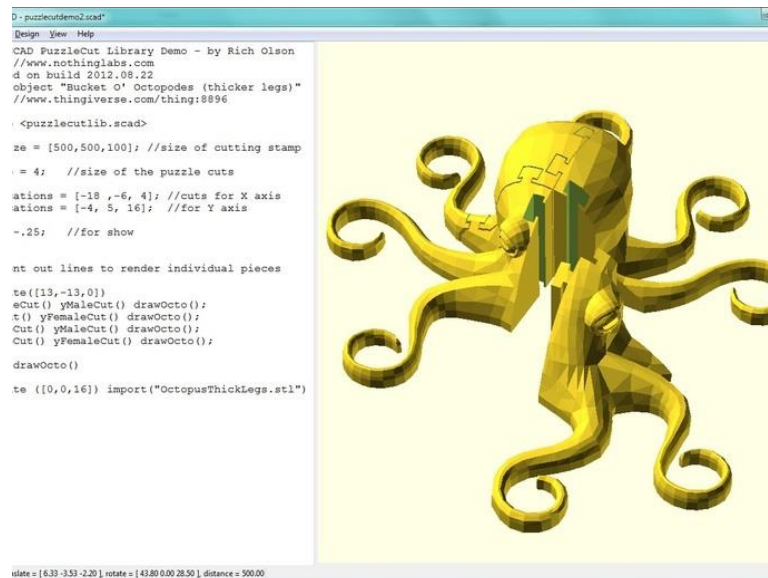 D - puzzlecutdemo2.scad*
Design View Help
CAD PuzzleCut Library Demo - by Rich Olson
//www.nothinglabs.com
d on build 2012.08.22
object "Bucket O' Octopodes (thicker legs)"
//www.thingiverse.com/thing:8896
<puzzlecutlib.scad>
ze = [500,500,100]; //size of cutting stamp
= 4; //size of the puzzle cuts
ations = [-18 ,-6, 4]; //cuts for X axis
ations = [-4, 5, 16]; //for Y axis
-.25; //for show
nt out lines to render individual pieces
te([13,-13,0])
eCut() yMaleCut() drawOcto();
t() yFemaleCut() drawOcto();
Cut() yMaleCut() drawOcto();
Cut() yFemaleCut() drawOcto();
drawOcto()
te ([0,0,16]) import("OctopusThickLegs.stl")
nslate = [ 6.33 -3.53 -2.20 ], rotate = [ 43.80 0.00 28.50 ], distance = 500.00